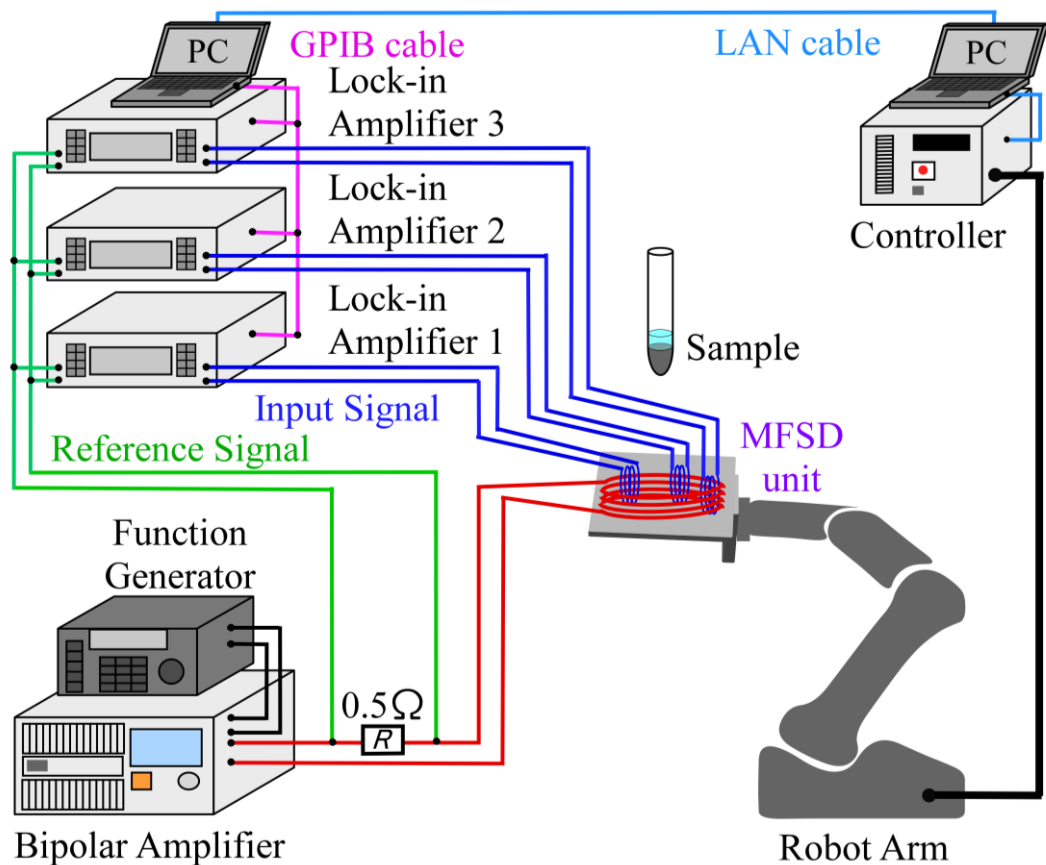 PC
GPIB cable
LAN cable
PC
Lock-in
Amplifier 3
Lock-in
Amplifier 2
Controller
Lock-in
Amplifier 1
Sample
Input Signal
MFSD
unit
Reference Signal
Function
Generator
0.5Ω
R
Bipolar Amplifier
Robot Arm